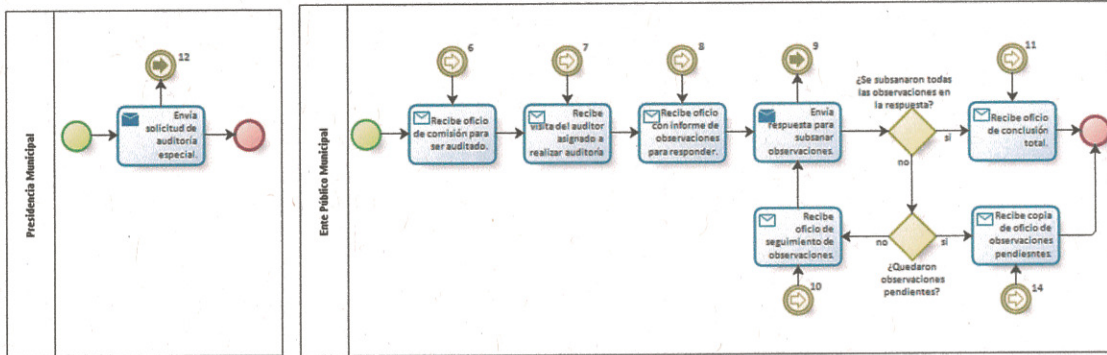 Presidencia Municipal
12
Envía
solicitud de
auditoría
especial.
Ente Público Municipal
6
Recibe oficio
de comisión para
ser auditado.
7
Recibe
visita del auditor
asignado a
realizar auditoría
8
Recibe oficio
con informe de
observaciones
para responder.
9
Envía
respuesta para
subsanar
observaciones.
¿Se subsanaron todas
las observaciones en
la respuesta?
si
no
11
Recibe oficio
de conclusión
total.
Recibe
oficio de
seguimiento de
observaciones.
10
no
si
¿Quedaron
observaciones
pendientes?
Recibe copia
de oficio de
observaciones
pendiesntes.
14